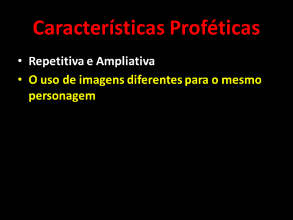 Características Proféticas
• Repetitiva e Ampliativa
• O uso de imagens diferentes para o mesmo
personagem